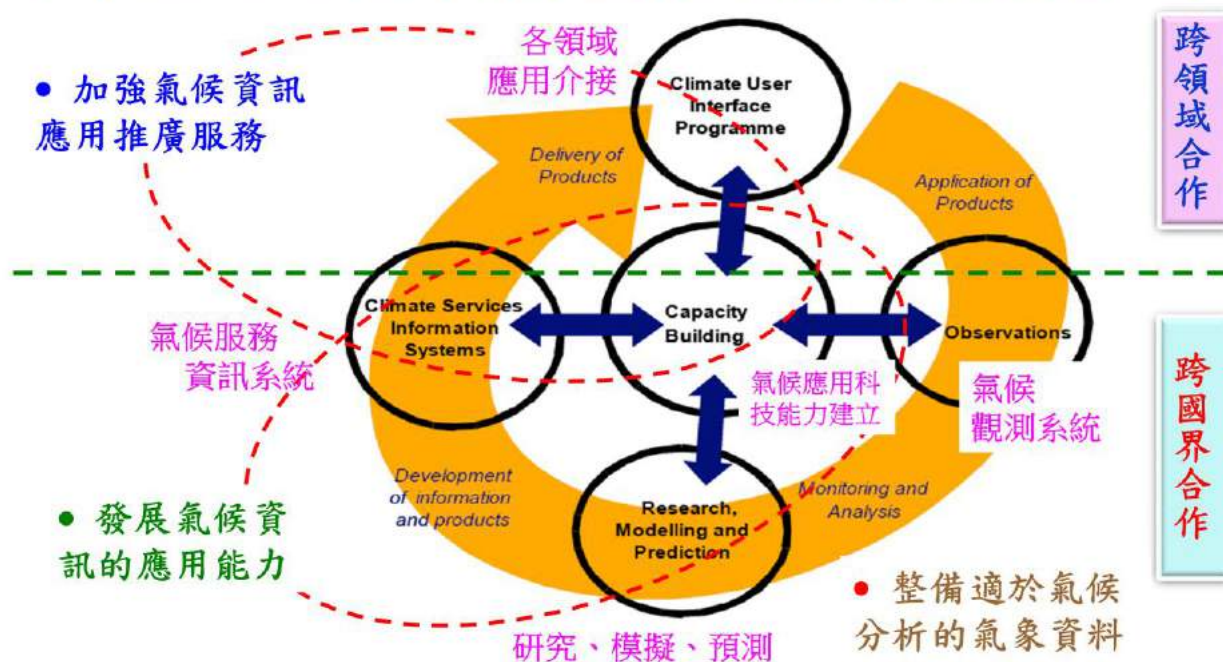 各領域
應用介接
Climate User
Interface
Programme
跨領域合作
• 加強氣候資訊
應用推廣服務
Delivery of
Products
Application of
Products
Climate Services
Information
Systems
Capacity
Building
Observations
氣候服務
資訊系統
氣候應用科
技能力建立
氣候
觀測系統
跨國界合作
Development
of information
and products
Research,
Modelling and
Prediction
Monitoring and
Analysis
• 發展氣候資
訊的應用能力
• 整備適於氣候
分析的氣象資料
研究、模擬、預測